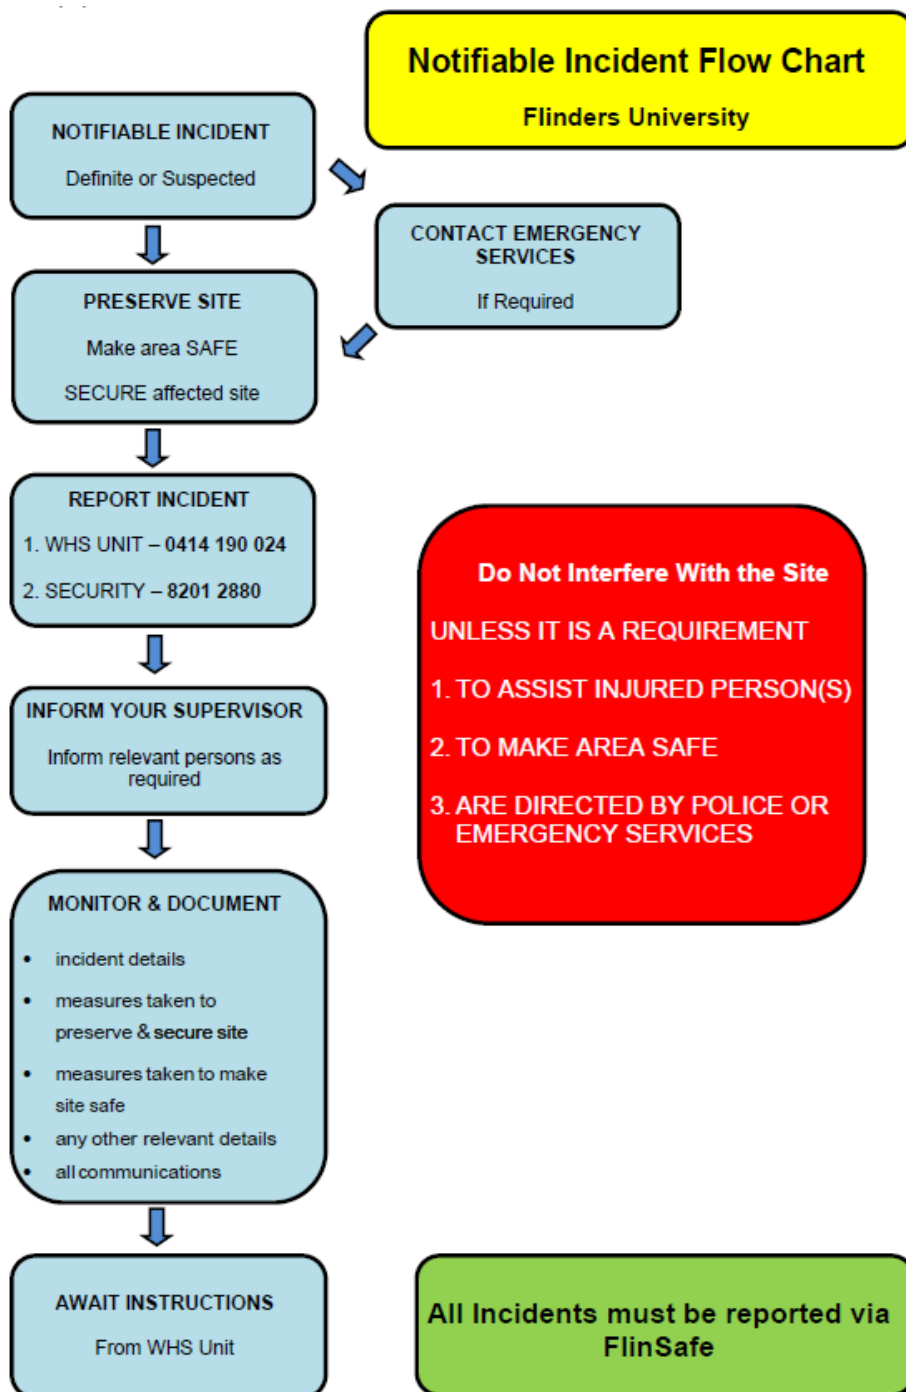 Notifiable Incident Flow Chart
Flinders University
NOTIFIABLE INCIDENT
Definite or Suspected
CONTACT EMERGENCY
SERVICES
If Required
PRESERVE SITE
Make area SAFE
SECURE affected site
REPORT INCIDENT
1. WHS UNIT – 0414 190 024
2. SECURITY – 8201 2880
Do Not Interfere With the Site
UNLESS IT IS A REQUIREMENT
1. TO ASSIST INJURED PERSON(S)
2. TO MAKE AREA SAFE
3. ARE DIRECTED BY POLICE OR
EMERGENCY SERVICES
INFORM YOUR SUPERVISOR
Inform relevant persons as
required
MONITOR & DOCUMENT
• incident details
• measures taken to
preserve & secure site
• measures taken to make
site safe
• any other relevant details
• all communications
AWAIT INSTRUCTIONS
From WHS Unit
All Incidents must be reported via
FlinSafe